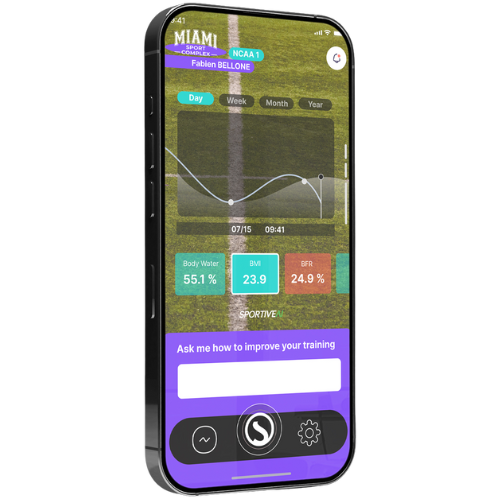 9:41
MIAMI
SPORT
COMPLEX
NCAA 1
Fabien BELLONE
Day Week Month Year
07/15 09:41
Body Water BMI BFR
55.1 % 23.9 24.9 %
SPORTIVE AI
Ask me how to improve your training
S